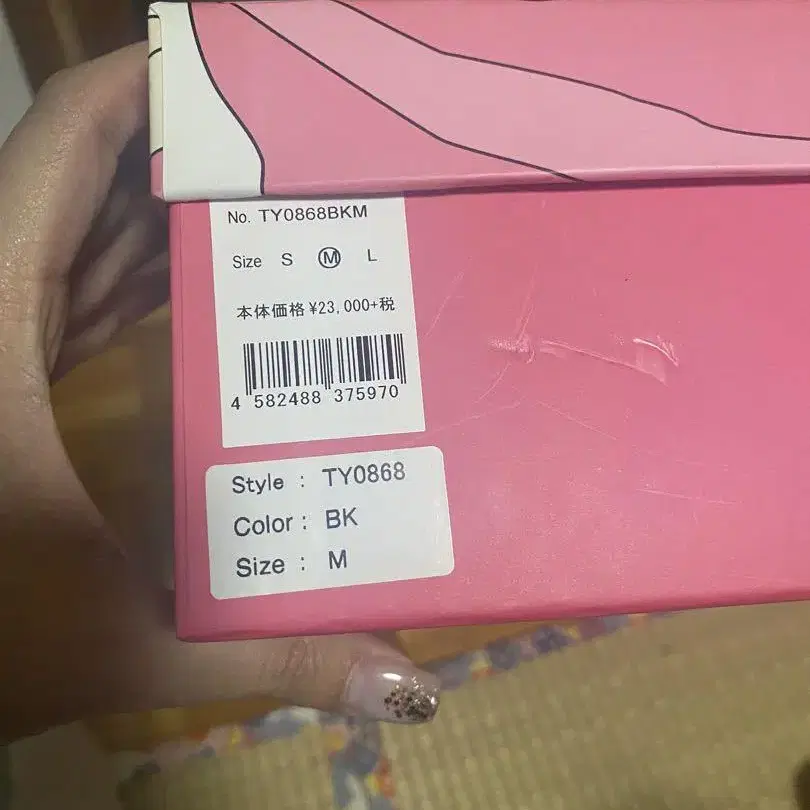 No. TY0868BKM
Size S M L
本体価格 ¥23,000+税
4 582488 375970
Style : TY0868
Color : BK
Size : M